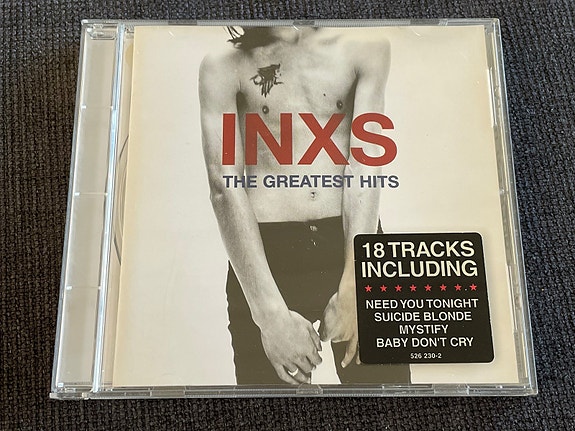 INXS
THE GREATEST HITS
18 TRACKS
INCLUDING
NEED YOU TONIGHT
SUICIDE BLONDE
MYSTIFY
BABY DON'T CRY
526 230-2